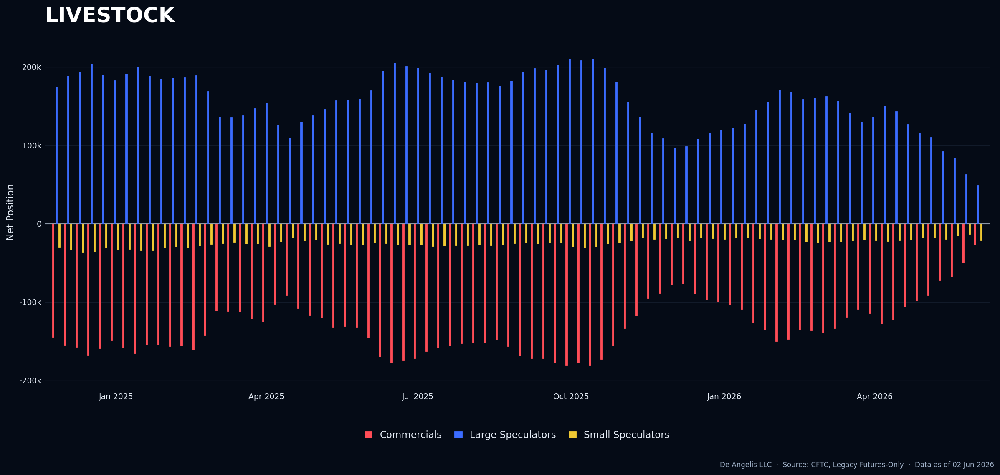 LIVESTOCK
Net Position
200k
100k
0
-100k
-200k
Jan 2025 Apr 2025 Jul 2025 Oct 2025 Jan 2026 Apr 2026
Commercials Large Speculators Small Speculators
De Angelis LLC · Source: CFTC, Legacy Futures-Only · Data as of 02 Jun 2026